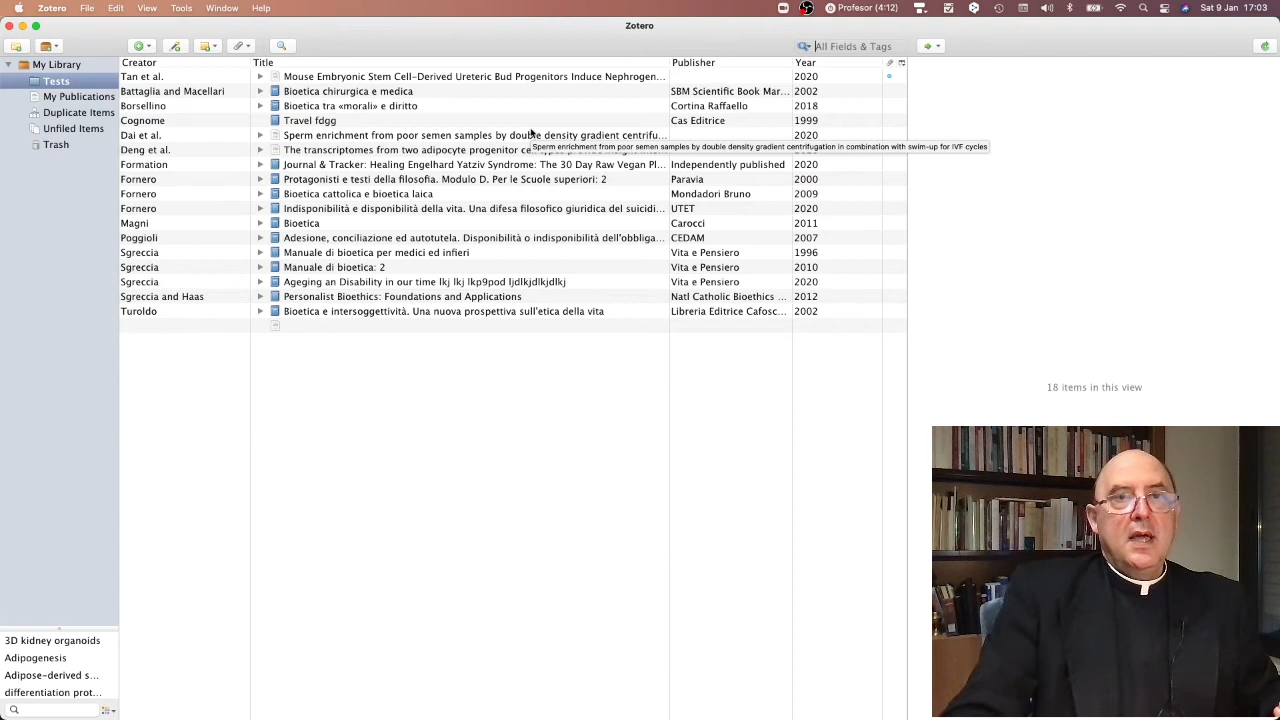 Zotero File Edit Tools Window Help Profesor (4/12) Sat 9 Jan 1003
Zotero
All Fields & Tags
My Library
Tests
My Publications
Duplicate Items
Unfiled Items
Trash
Creator Title Publisher Year
Tan et al. Mouse Embryonic Stem Cell-Derived Ureteric Bud Progenitors Induce Nephrogen... 2020
Battaglia and Macellari Bioetica chirurgica e medica SBM Scientific Book Mar... 2002
Borsellino Bioetica tra «morali» e diritto Cortina Raffaello 2018
Cognome Travel fdgg Cas Editrice 1999
Dai et al. Sperm enrichment from poor semen samples by double density gradient centrifu... 2020
Sperm enrichment from poor semen samples by double density gradient centrifugation in combination with swim-up for IVF cycles
Deng et al. The transcriptomes from two adipocyte progenitor
Formation Journal & Tracker: Healing Engelhard Yatziv Syndrome: The 30 Day Raw Vegan Pl... Independently published 2020
Fornero Protagonisti e testi della filosofia. Modulo D. Per le Scuole superiori: 2 Paravia 2000
Fornero Bioetica cattolica e bioetica laica Mondadori Bruno 2009
Fornero Indisponibilità e disponibilità della vita. Una difesa filosofico giuridica del suicidi... UTET 2020
Magni Bioetica Carocci 2011
Poggioli Adesione, conciliazione ed autotutela. Disponibilità o indisponibilità dell'obbliga... CEDAM 2007
Sgreccia Manuale di bioetica per medici ed infieri Vita e Pensiero 1996
Sgreccia Manuale di bioetica: 2 Vita e Pensiero 2010
Sgreccia Ageging an Disability in our time lkj lkj lkp9pod ljdlkjdlkjdlkj Vita e Pensiero 2020
Sgreccia and Haas Personalist Bioethics: Foundations and Applications Natl Catholic Bioethics ... 2012
Turoldo Bioetica e intersoggettività. Una nuova prospettiva sull'etica della vita Libreria Editrice Cafosc... 2002
18 items in this view
3D kidney organoids
Adipogenesis
Adipose-derived s...
differentiation prot...